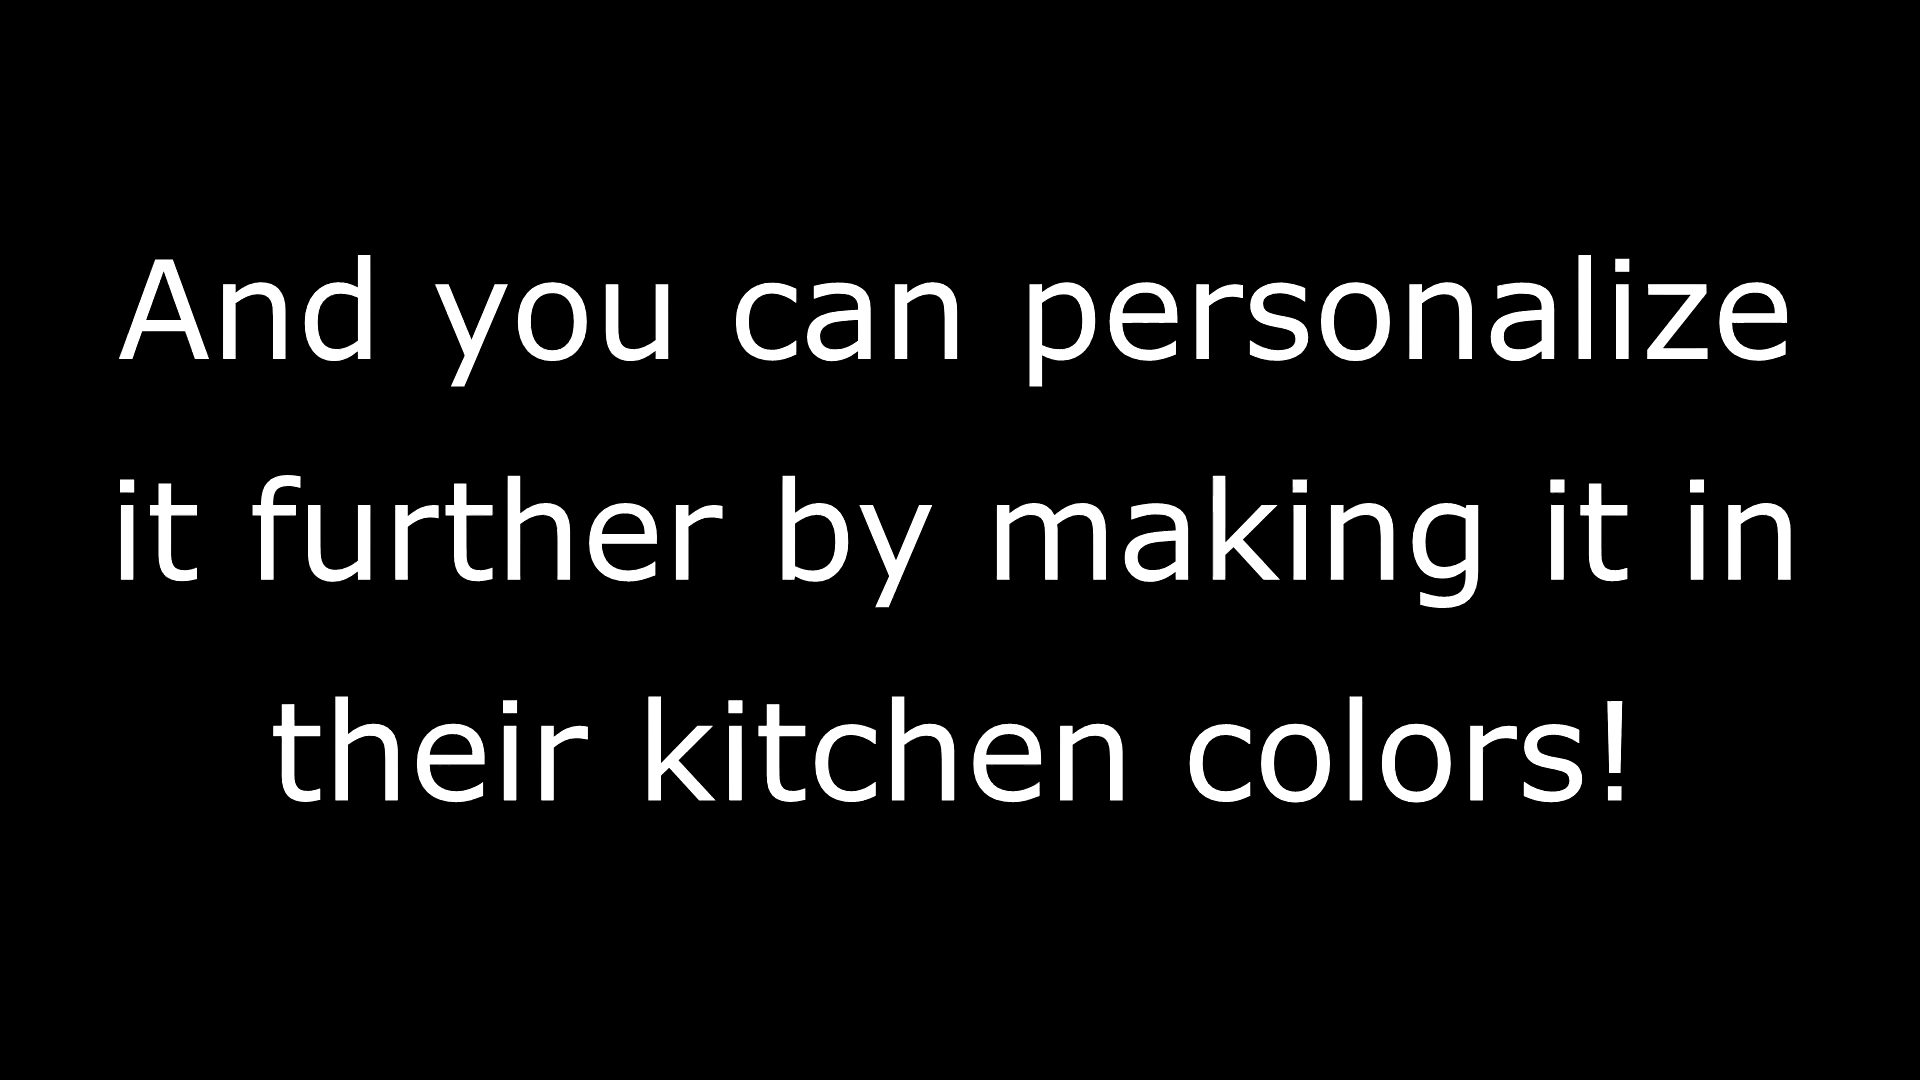 And you can personalize
it further by making it in
their kitchen colors!